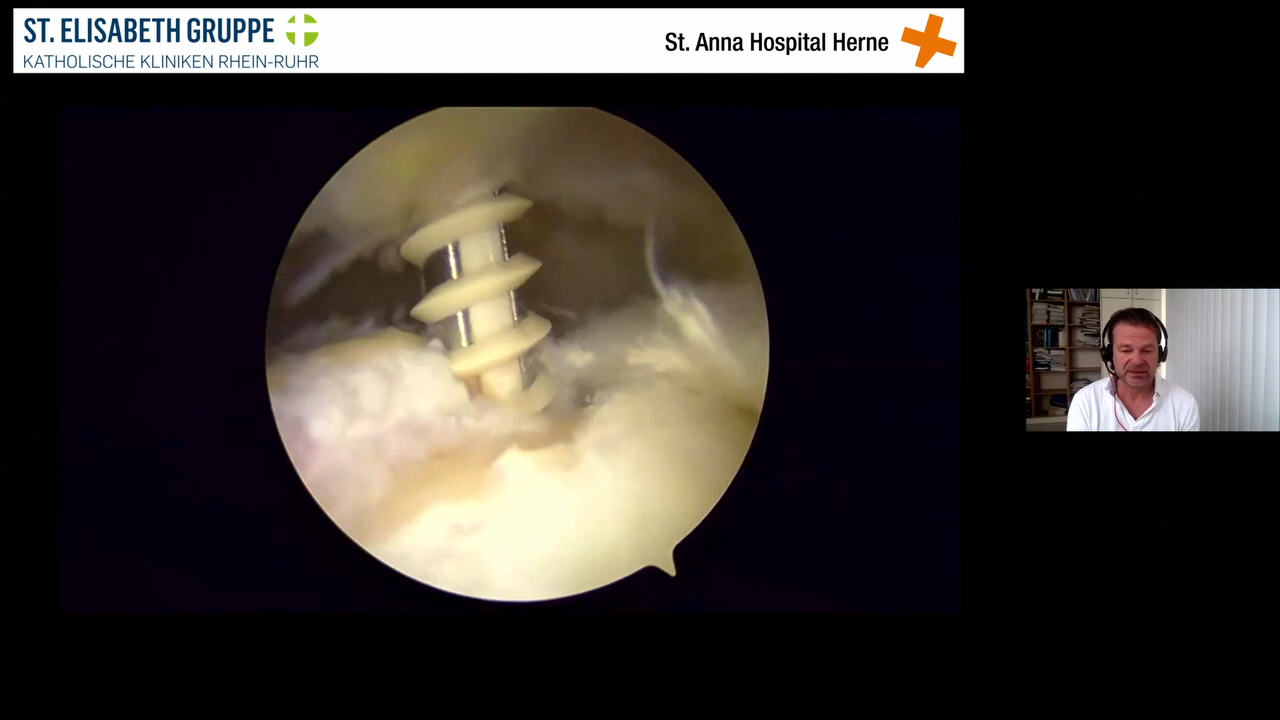 ST. ELISABETH GRUPPE
KATHOLISCHE KLINIKEN RHEIN-RUHR
St. Anna Hospital Herne